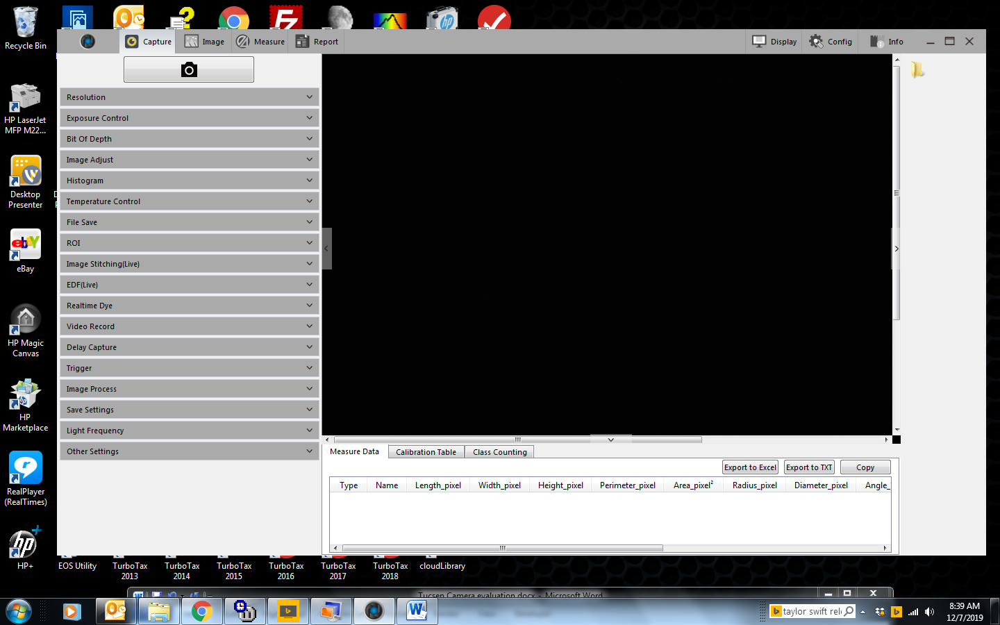 Recycle Bin
HP LaserJet
MFP M22...
Desktop
Presenter
eBay
HP Magic
Canvas
HP
Marketplace
RealPlayer
(RealTimes)
HP+
Capture
Image
Measure
Report
Display
Config
Info
Resolution
Exposure Control
Bit Of Depth
Image Adjust
Histogram
Temperature Control
File Save
ROI
Image Stitching(Live)
EDF(Live)
Realtime Dye
Video Record
Delay Capture
Trigger
Image Process
Save Settings
Light Frequency
Other Settings
Measure Data Calibration Table Class Counting
Export to Excel Export to TXT Copy
Type Name Length_pixel Width_pixel Height_pixel Perimeter_pixel Area_pixel² Radius_pixel Diameter_pixel Angle_
EOS Utility
TurboTax
2013
TurboTax
2014
TurboTax
2015
TurboTax
2016
TurboTax
2017
TurboTax
2018
cloudLibrary
Tucsen Camera evaluation.docx - Microsoft Word
taylor swift rel
8:39 AM
12/7/2019